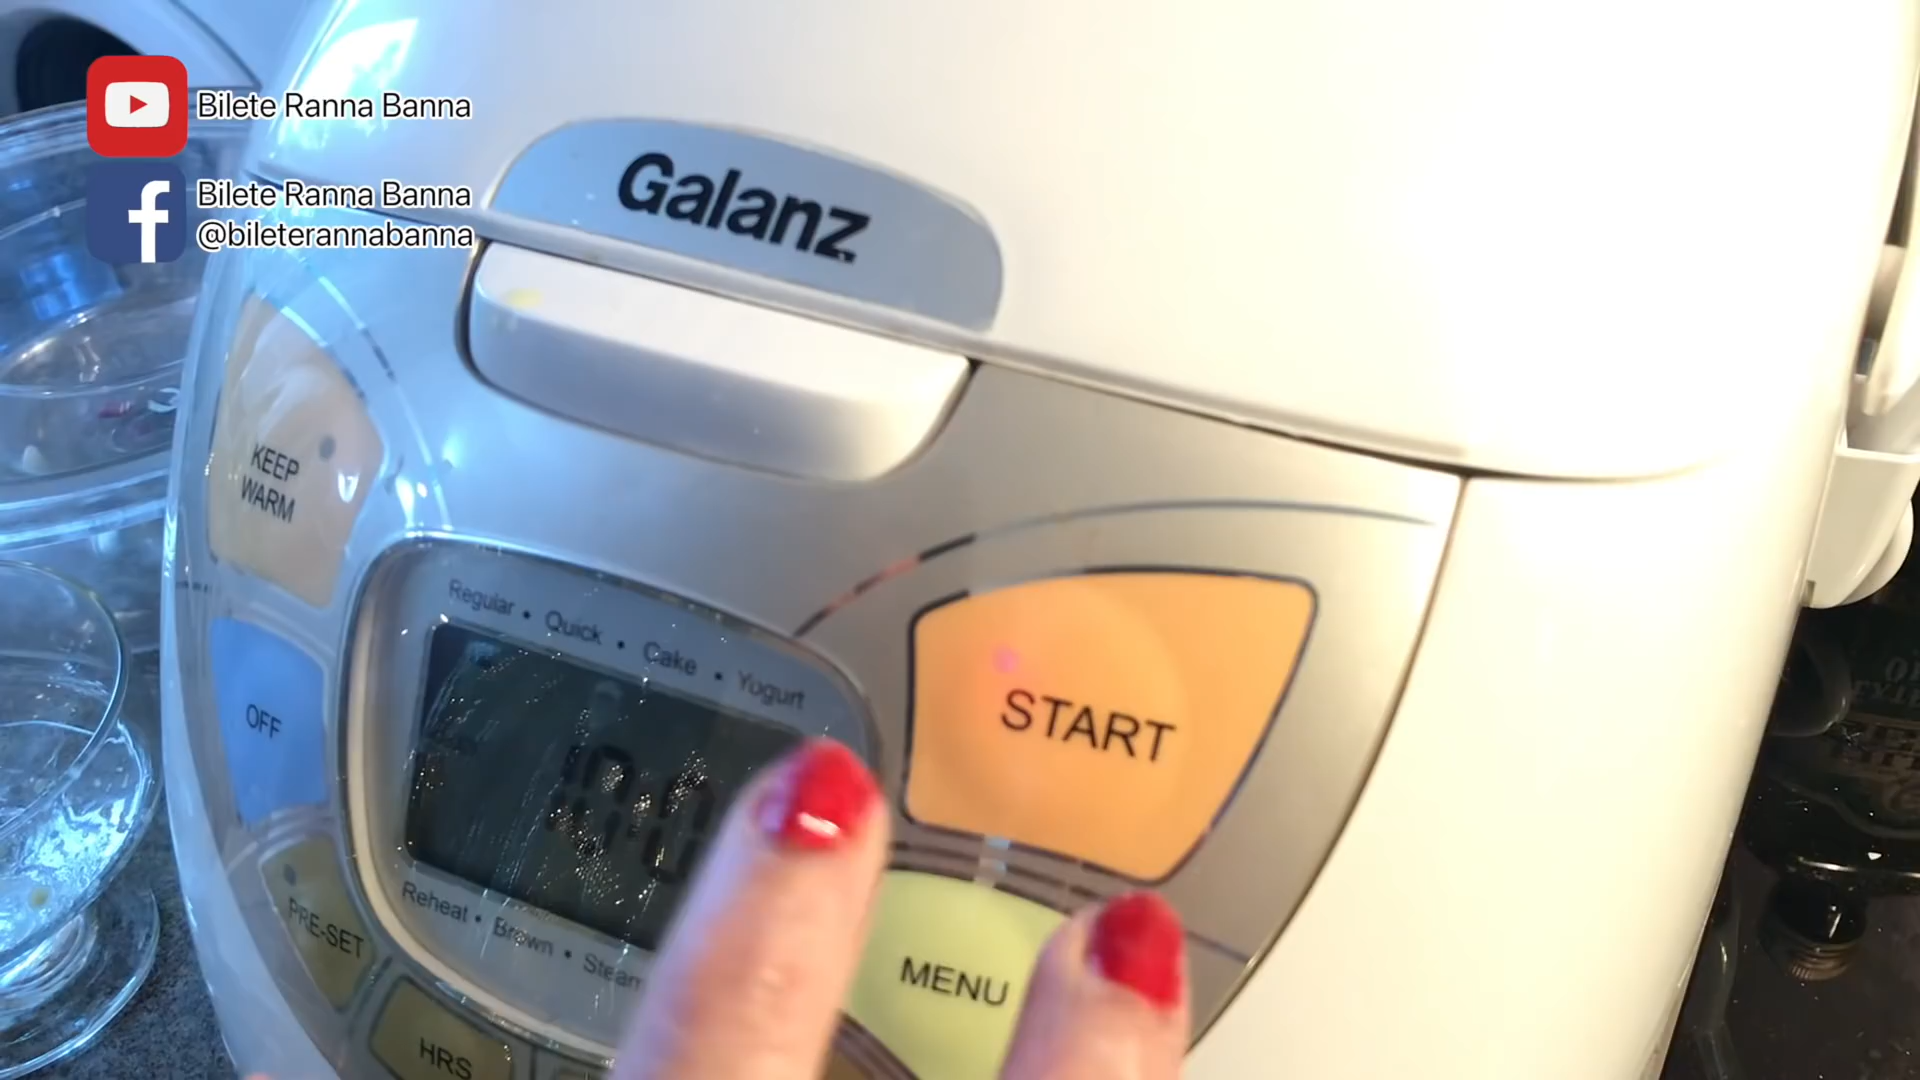 Bilete Ranna Banna
Bilete Ranna Banna
@bileterannabanna
Galanz
KEEP
WARM
Regular • Quick • Cake • Yogurt
START
OFF
Reheat • Brown • Steam
PRE-SET
MENU
HRS